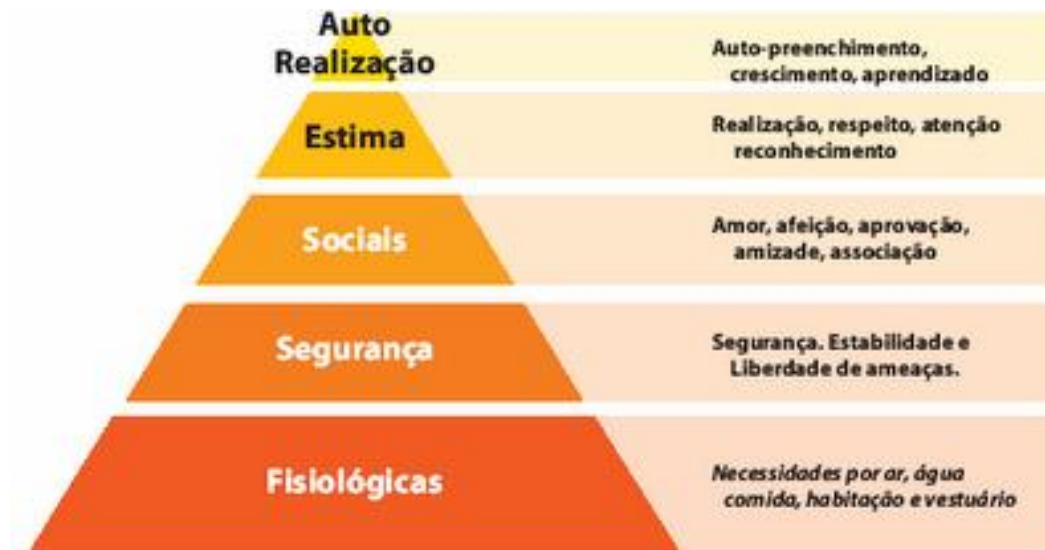 Auto
Realização
Auto-preenchimento,
crescimento, aprendizado
Estima
Realização, respeito, atenção
reconhecimento
Sociais
Amor, afeição, aprovação,
amizade, associação
Segurança
Segurança. Estabilidade e
Liberdade de ameaças.
Fisiológicas
Necessidades por ar, água
comida, habitação e vestuário